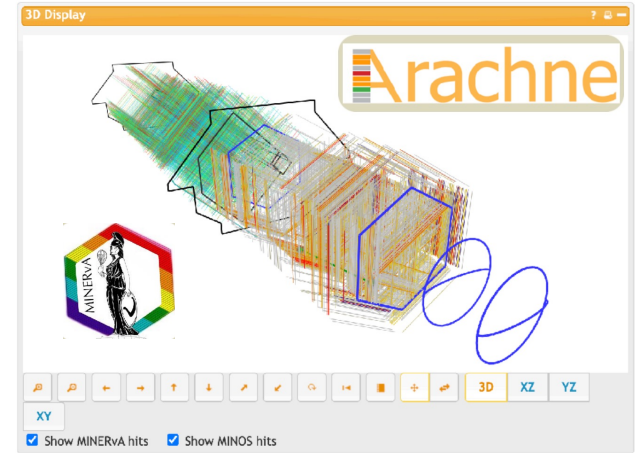 3D Display
?
Arachne
MINERvA
3D
XZ
YZ
XY
Show MINERvA hits
Show MINOS hits